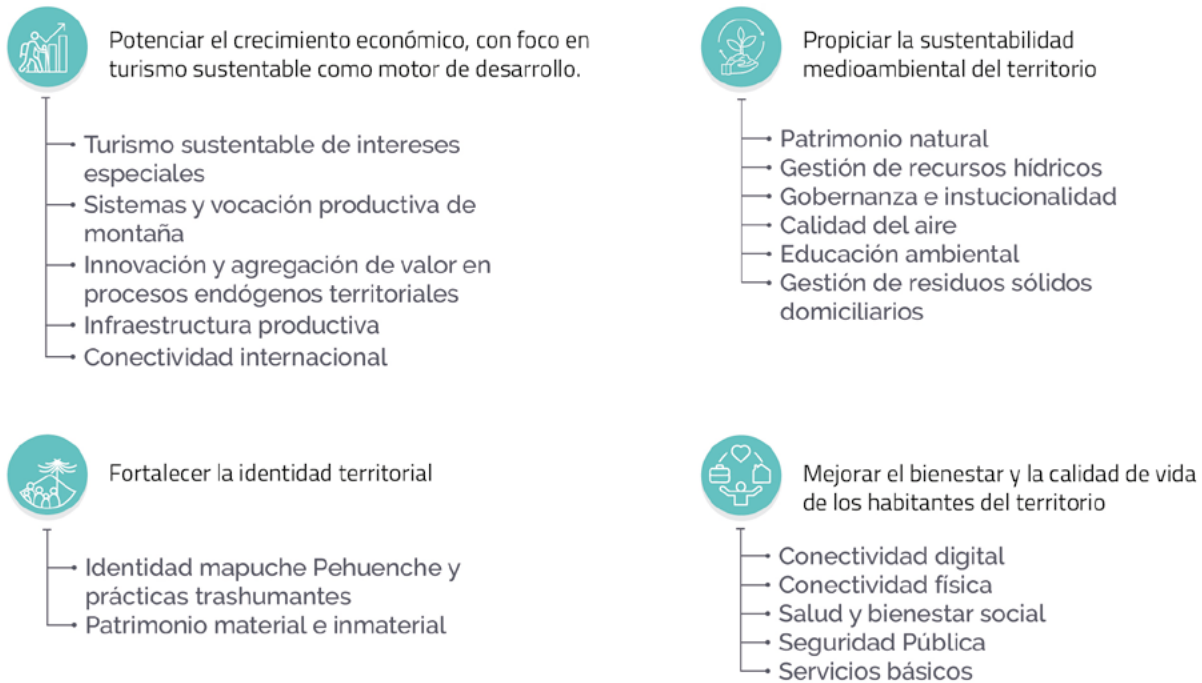 Potenciar el crecimiento económico, con foco en
turismo sustentable como motor de desarrollo.
Turismo sustentable de intereses
especiales
Sistemas y vocación productiva de
montaña
Innovación y agregación de valor en
procesos endógenos territoriales
Infraestructura productiva
Conectividad internacional
Propiciar la sustentabilidad
medioambiental del territorio
Patrimonio natural
Gestión de recursos hídricos
Gobernanza e instucionalidad
Calidad del aire
Educación ambiental
Gestión de residuos sólidos
domiciliarios
Fortalecer la identidad territorial
Identidad mapuche Pehuenche y
prácticas trashumantes
Patrimonio material e inmaterial
Mejorar el bienestar y la calidad de vida
de los habitantes del territorio
Conectividad digital
Conectividad física
Salud y bienestar social
Seguridad Pública
Servicios básicos